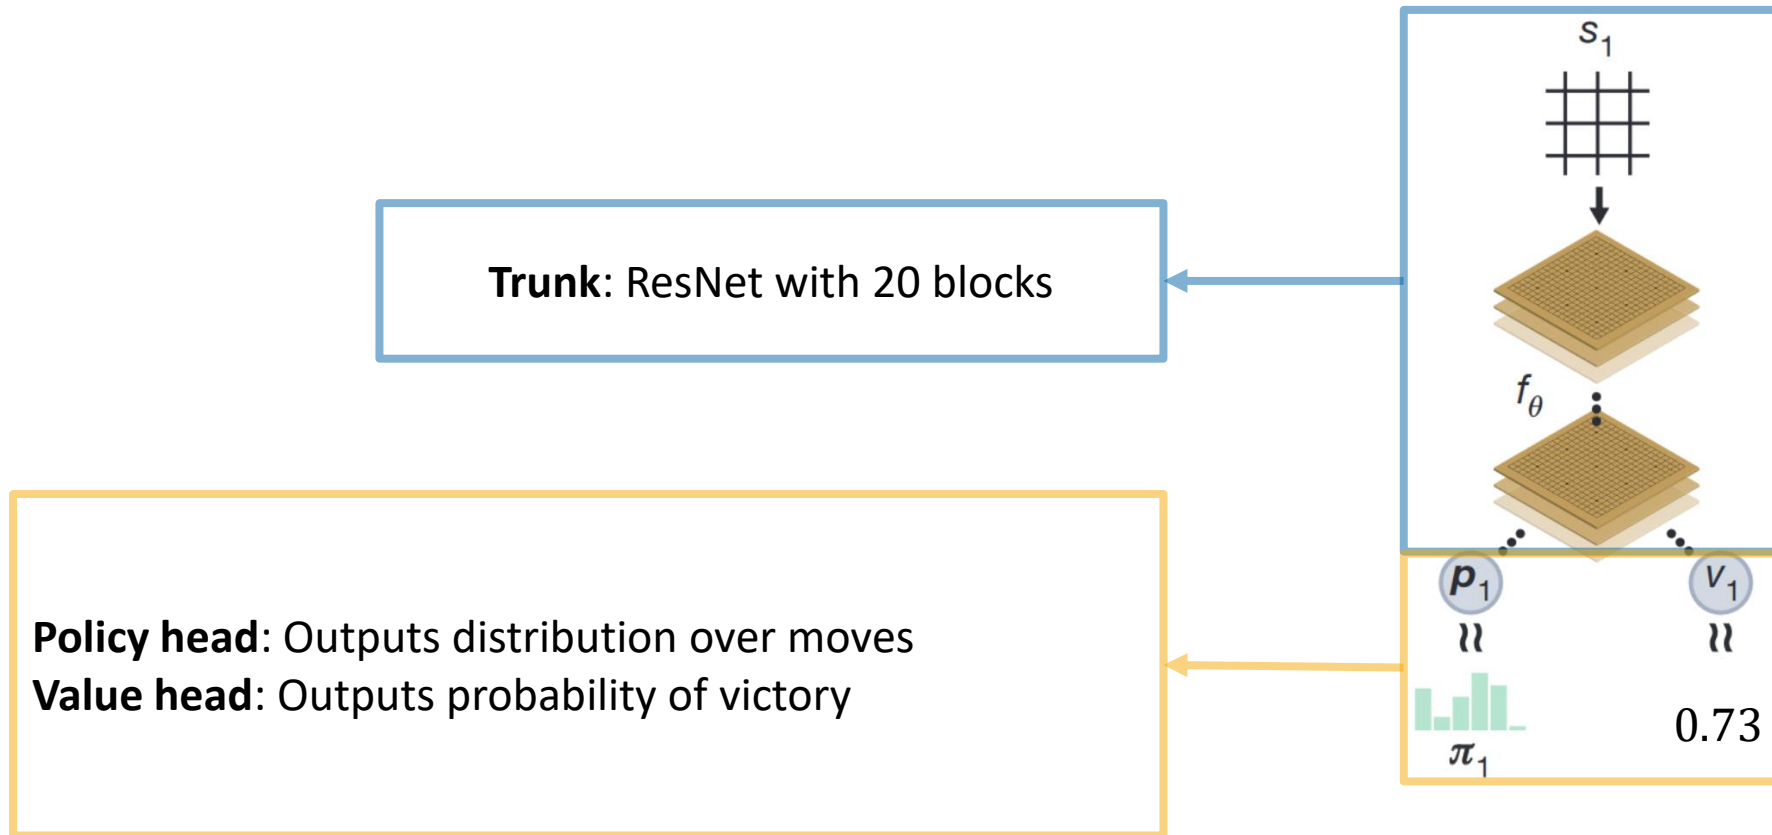 s1
Trunk: ResNet with 20 blocks
fθ
p1
v1
Policy head: Outputs distribution over moves
Value head: Outputs probability of victory
≈ ≈
0.73
π1